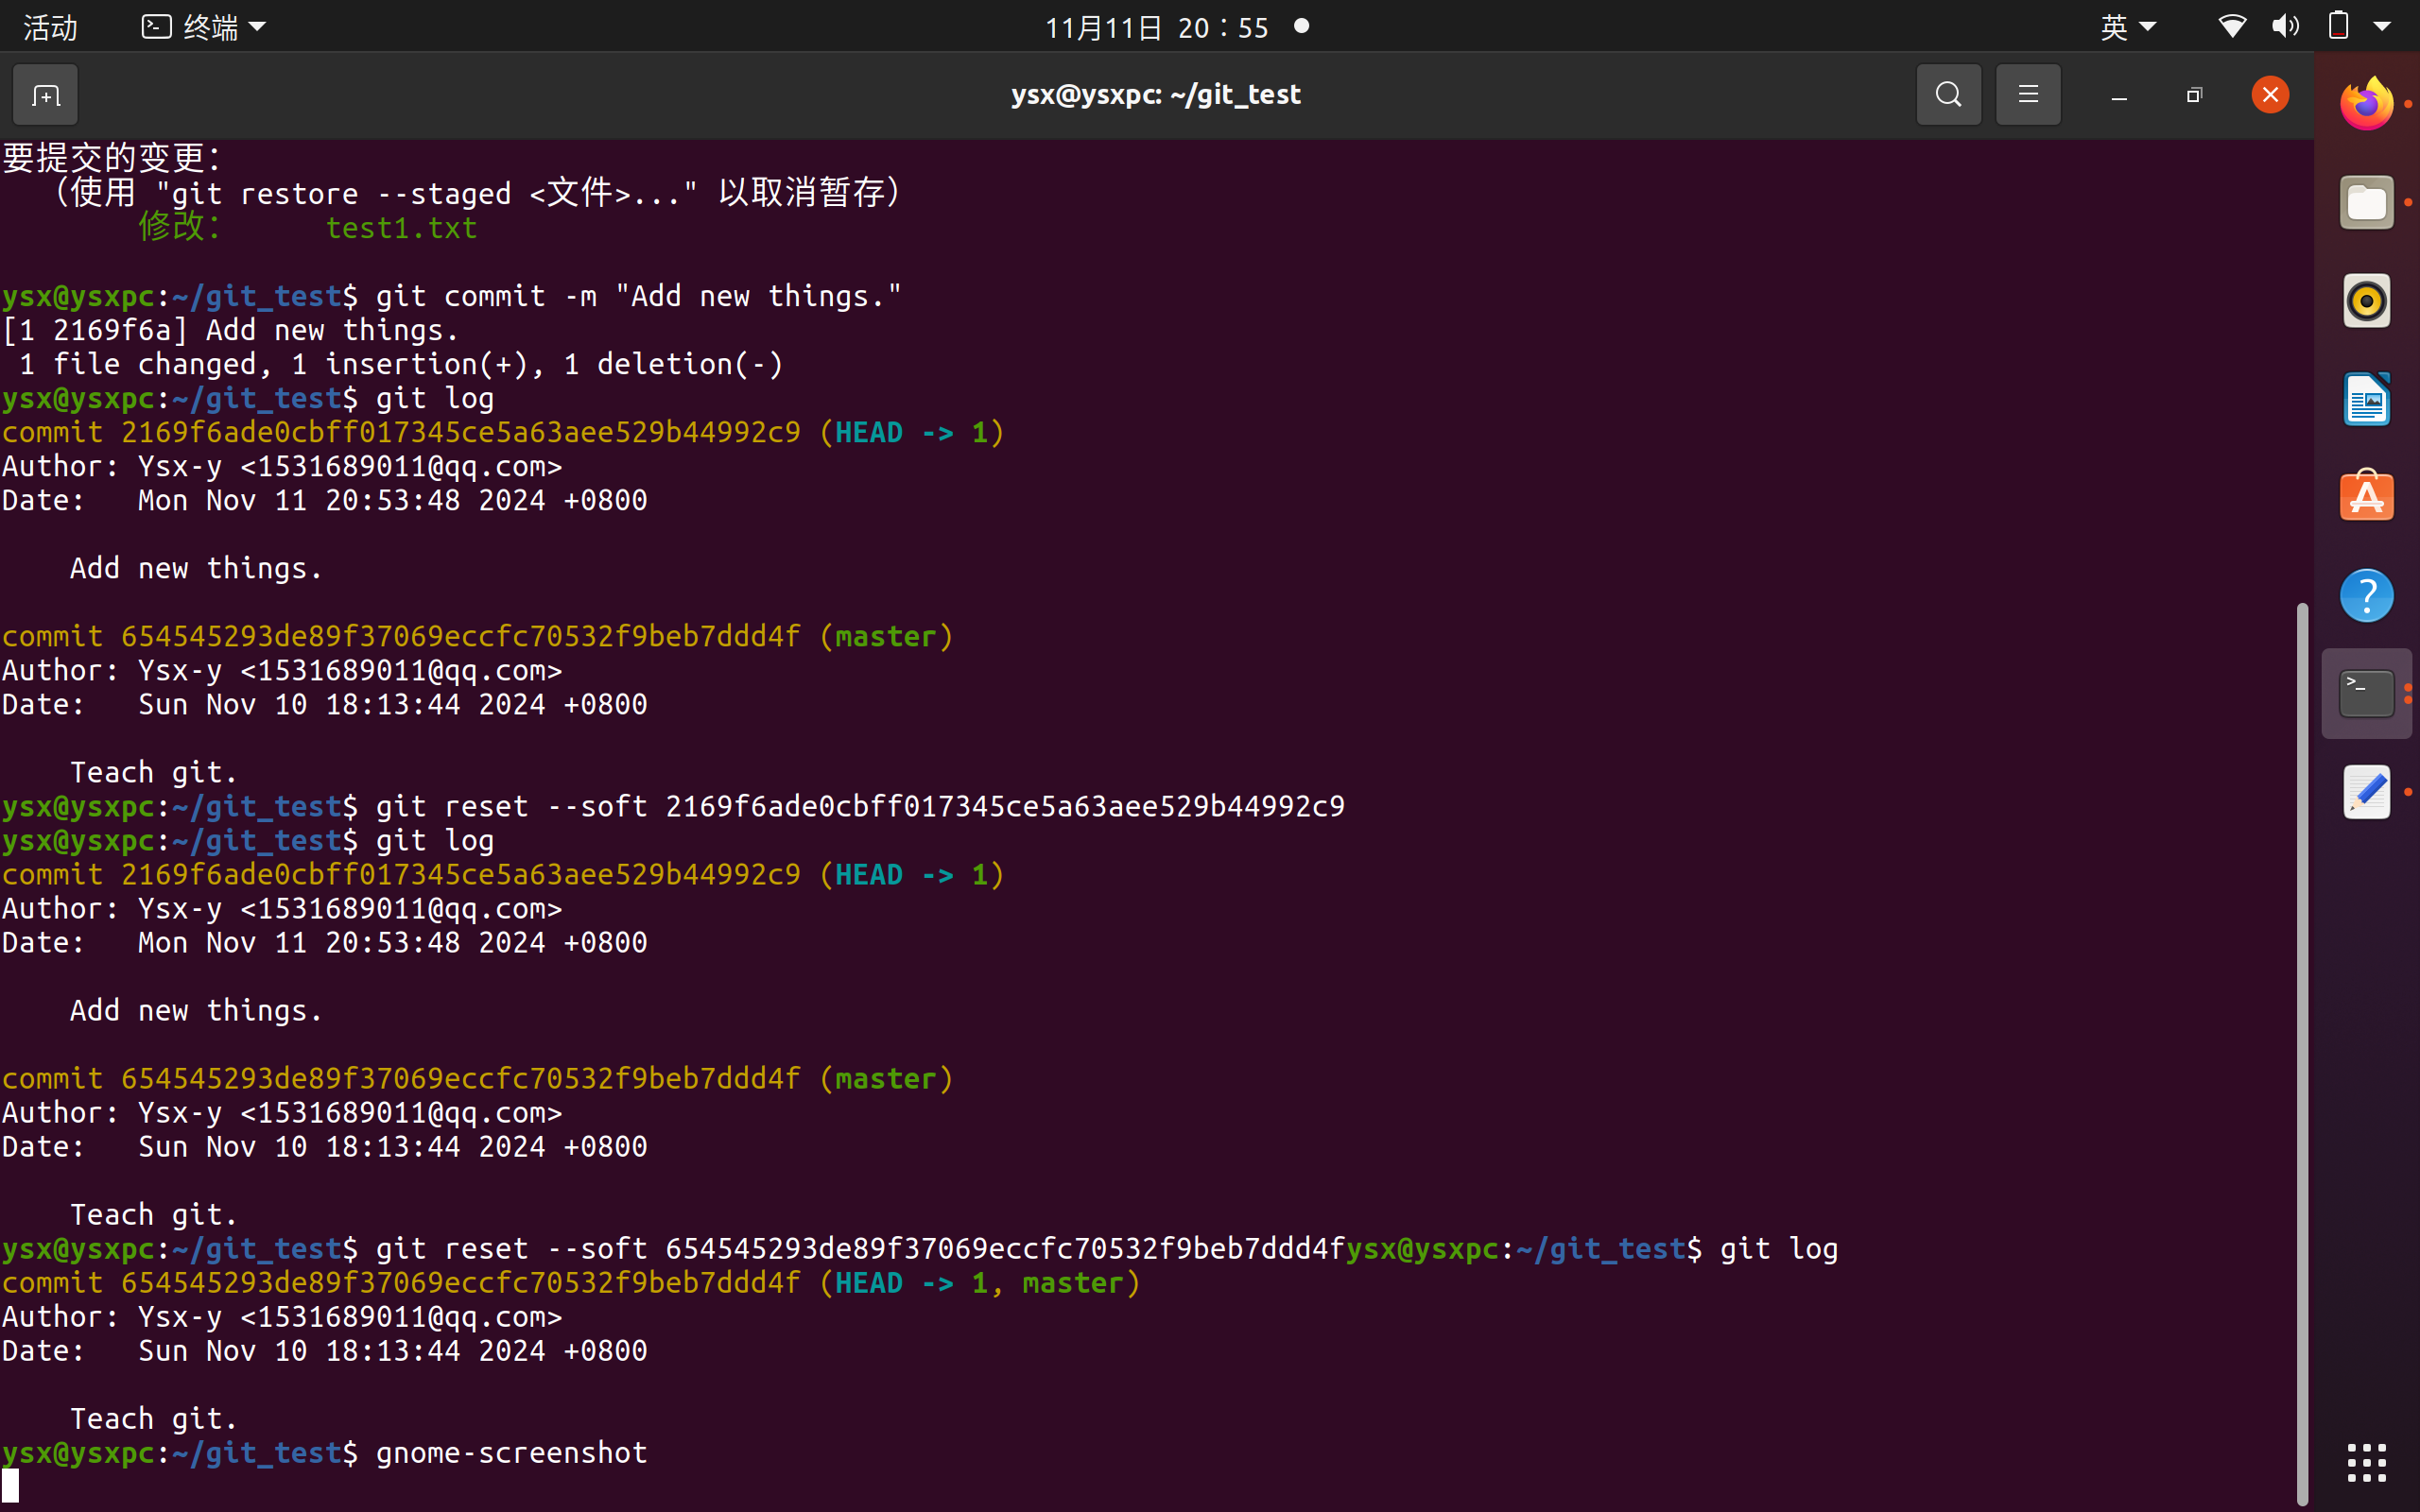 活动 终端 11月11日 20：55 英
ysx@ysxpc: ~/git_test
要提交的变更：
  （使用 "git restore --staged <文件>..." 以取消暂存）
        修改：     test1.txt
ysx@ysxpc:~/git_test$ git commit -m "Add new things."
[1 2169f6a] Add new things.
 1 file changed, 1 insertion(+), 1 deletion(-)
ysx@ysxpc:~/git_test$ git log
commit 2169f6ade0cbff017345ce5a63aee529b44992c9 (HEAD -> 1)
Author: Ysx-y <1531689011@qq.com>
Date:   Mon Nov 11 20:53:48 2024 +0800
    Add new things.
commit 654545293de89f37069eccfc70532f9beb7ddd4f (master)
Author: Ysx-y <1531689011@qq.com>
Date:   Sun Nov 10 18:13:44 2024 +0800
    Teach git.
ysx@ysxpc:~/git_test$ git reset --soft 2169f6ade0cbff017345ce5a63aee529b44992c9
ysx@ysxpc:~/git_test$ git log
commit 2169f6ade0cbff017345ce5a63aee529b44992c9 (HEAD -> 1)
Author: Ysx-y <1531689011@qq.com>
Date:   Mon Nov 11 20:53:48 2024 +0800
    Add new things.
commit 654545293de89f37069eccfc70532f9beb7ddd4f (master)
Author: Ysx-y <1531689011@qq.com>
Date:   Sun Nov 10 18:13:44 2024 +0800
    Teach git.
ysx@ysxpc:~/git_test$ git reset --soft 654545293de89f37069eccfc70532f9beb7ddd4fysx@ysxpc:~/git_test$ git log
commit 654545293de89f37069eccfc70532f9beb7ddd4f (HEAD -> 1, master)
Author: Ysx-y <1531689011@qq.com>
Date:   Sun Nov 10 18:13:44 2024 +0800
    Teach git.
ysx@ysxpc:~/git_test$ gnome-screenshot